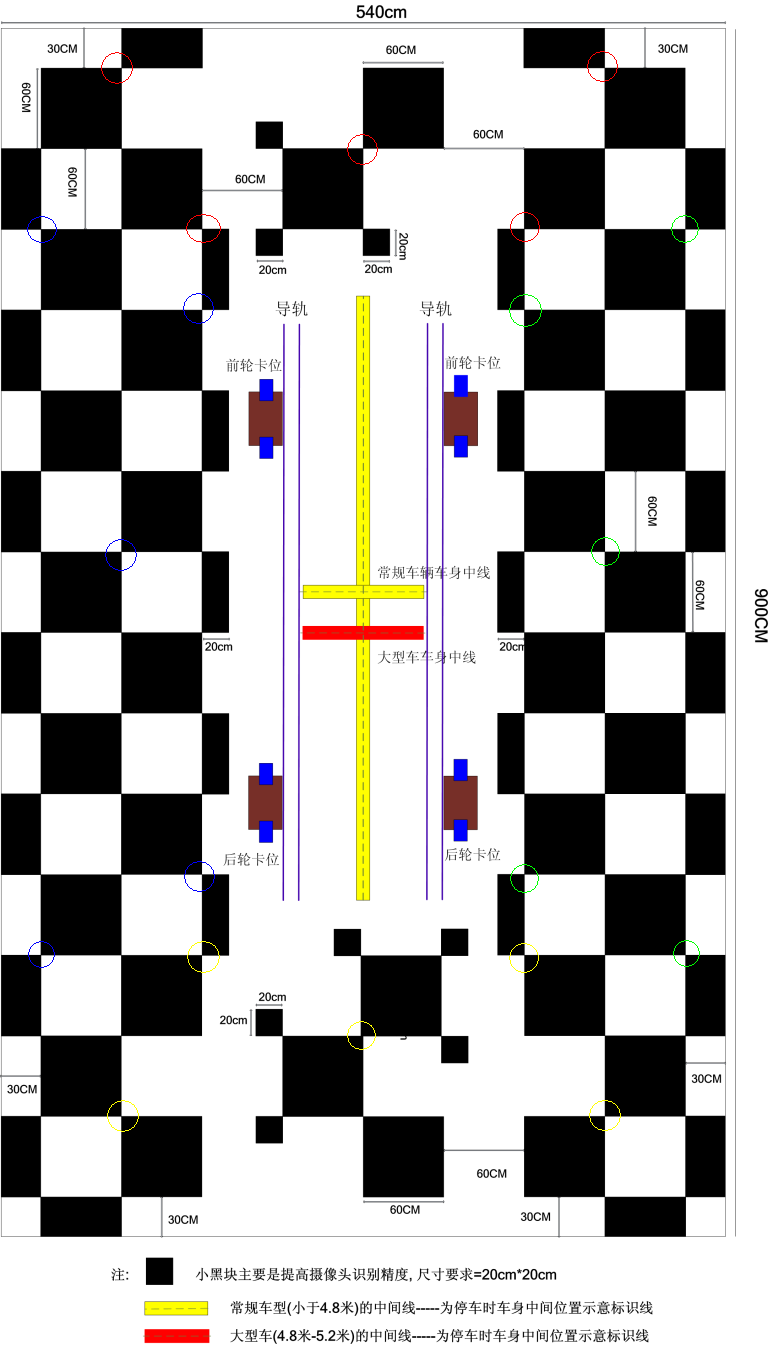 540cm
30CM
60CM
30CM
60CM
60CM
60CM
60CM
20cm
20cm
20cm
导轨
导轨
前轮卡位
前轮卡位
60CM
常规车辆车身中线
60CM
900CM
20cm
20cm
大型车车身中线
后轮卡位
后轮卡位
20cm
20cm
30CM
30CM
60CM
60CM
30CM
30CM
注:
小黑块主要是提高摄像头识别精度, 尺寸要求=20cm*20cm
常规车型(小于4.8米)的中间线-----为停车时车身中间位置示意标识线
大型车(4.8米-5.2米)的中间线-----为停车时车身中间位置示意标识线